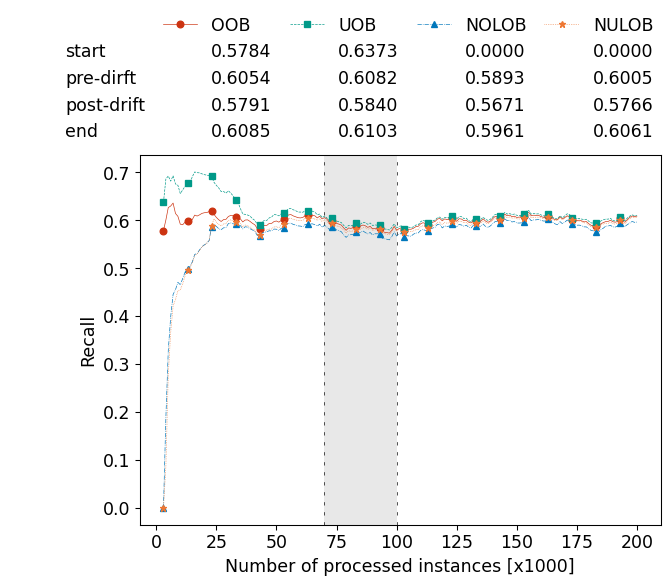 OOB UOB NOLOB NULOB
start 0.5784 0.6373 0.0000 0.0000
pre-dirft 0.6054 0.6082 0.5893 0.6005
post-drift 0.5791 0.5840 0.5671 0.5766
end 0.6085 0.6103 0.5961 0.6061
0.7
0.6
0.5
0.4
0.3
0.2
0.1
0.0
Recall
0 25 50 75 100 125 150 175 200
Number of processed instances [x1000]